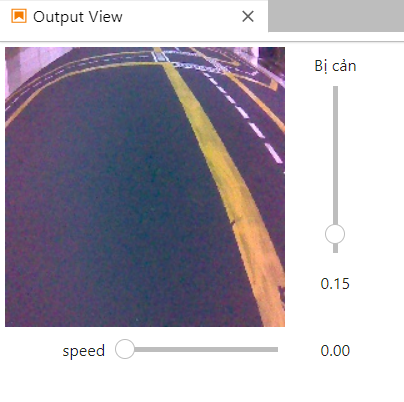 Output View
Bị cản
0.15
speed
0.00